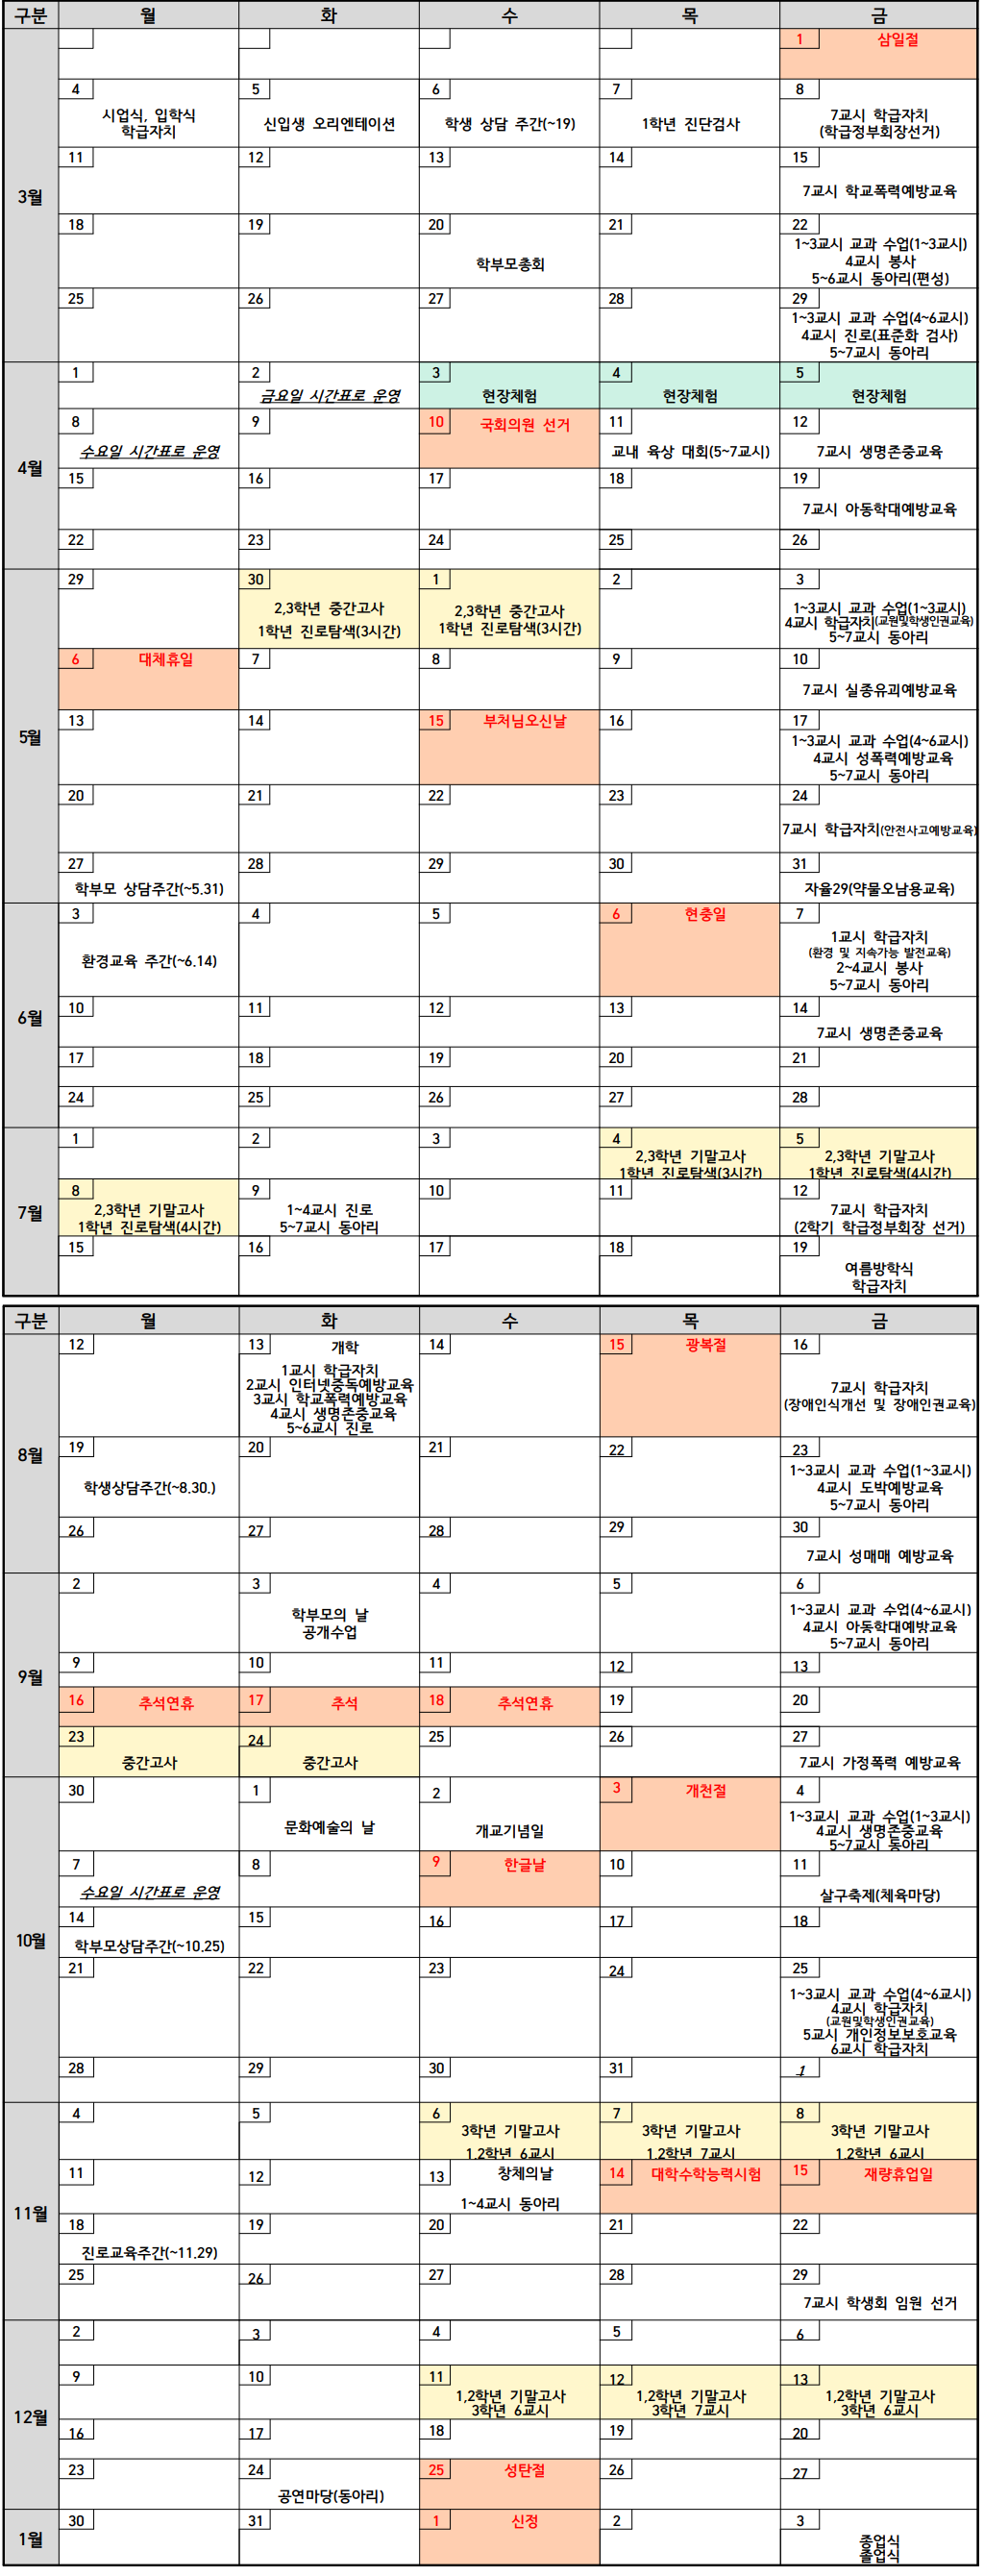 구분 월 화 수 목 금
3월
1 삼일절
4 5 6 7 8
시업식, 입학식
학급자치
신입생 오리엔테이션
학생 상담 주간(~19)
1학년 진단검사
7교시 학급자치
(학급정부회장선거)
11 12 13 14 15
7교시 학교폭력예방교육
18 19 20 21 22
학부모총회
1~3교시 교과 수업(1~3교시)
4교시 봉사
5~6교시 동아리(편성)
25 26 27 28 29
1~3교시 교과 수업(4~6교시)
4교시 진로(표준화 검사)
5~7교시 동아리
4월
1 2 3 4 5
금요일 시간표로 운영
현장체험
현장체험
현장체험
8 9 10 국회의원 선거 11 12
수요일 시간표로 운영
교내 육상 대회(5~7교시)
7교시 생명존중교육
15 16 17 18 19
7교시 아동학대예방교육
22 23 24 25 26
5월
29 30 1 2 3
2,3학년 중간고사
1학년 진로탐색(3시간)
2,3학년 중간고사
1학년 진로탐색(3시간)
1~3교시 교과 수업(1~3교시)
4교시 학급자치(교원및학생인권교육)
5~7교시 동아리
6 대체휴일 7 8 9 10
7교시 실종유괴예방교육
13 14 15 부처님오신날 16 17
1~3교시 교과 수업(4~6교시)
4교시 성폭력예방교육
5~7교시 동아리
20 21 22 23 24
7교시 학급자치(안전사고예방교육)
27 28 29 30 31
학부모 상담주간(~5.31)
자율29(약물오남용교육)
6월
3 4 5 6 현충일 7
환경교육 주간(~6.14)
1교시 학급자치
(환경 및 지속가능 발전교육)
2~4교시 봉사
5~7교시 동아리
10 11 12 13 14
7교시 생명존중교육
17 18 19 20 21
24 25 26 27 28
7월
1 2 3 4 5
2,3학년 기말고사
1학년 진로탐색(3시간)
2,3학년 기말고사
1학년 진로탐색(4시간)
8 9 10 11 12
2,3학년 기말고사
1학년 진로탐색(4시간)
1~4교시 진로
5~7교시 동아리
7교시 학급자치
(2학기 학급정부회장 선거)
15 16 17 18 19
여름방학식
학급자치
구분 월 화 수 목 금
8월
12 13 개학 14 15 광복절 16
1교시 학급자치
2교시 인터넷중독예방교육
3교시 학교폭력예방교육
4교시 생명존중교육
5~6교시 진로
7교시 학급자치
(장애인식개선 및 장애인권교육)
19 20 21 22 23
학생상담주간(~8.30.)
1~3교시 교과 수업(1~3교시)
4교시 도박예방교육
5~7교시 동아리
26 27 28 29 30
7교시 성매매 예방교육
9월
2 3 4 5 6
학부모의 날
공개수업
1~3교시 교과 수업(4~6교시)
4교시 아동학대예방교육
5~7교시 동아리
9 10 11 12 13
16 추석연휴 17 추석 18 추석연휴 19 20
23 24 25 26 27
중간고사
중간고사
7교시 가정폭력 예방교육
10월
30 1 2 3 개천절 4
문화예술의 날
개교기념일
1~3교시 교과 수업(1~3교시)
4교시 생명존중교육
5~7교시 동아리
7 8 9 한글날 10 11
수요일 시간표로 운영
살구축제(체육마당)
14 15 16 17 18
학부모상담주간(~10.25)
21 22 23 24 25
1~3교시 교과 수업(4~6교시)
4교시 학급자치
(교원및학생인권교육)
5교시 개인정보보호교육
6교시 학급자치
28 29 30 31 1
11월
4 5 6 7 8
3학년 기말고사
1,2학년 6교시
3학년 기말고사
1,2학년 7교시
3학년 기말고사
1,2학년 6교시
11 12 13 창체의날 14 대학수학능력시험 15 재량휴업일
1~4교시 동아리
18 19 20 21 22
진로교육주간(~11.29)
25 26 27 28 29
7교시 학생회 임원 선거
12월
2 3 4 5 6
9 10 11 12 13
1,2학년 기말고사
3학년 6교시
1,2학년 기말고사
3학년 7교시
1,2학년 기말고사
3학년 6교시
16 17 18 19 20
23 24 25 성탄절 26 27
공연마당(동아리)
1월
30 31 1 신정 2 3
종업식
졸업식